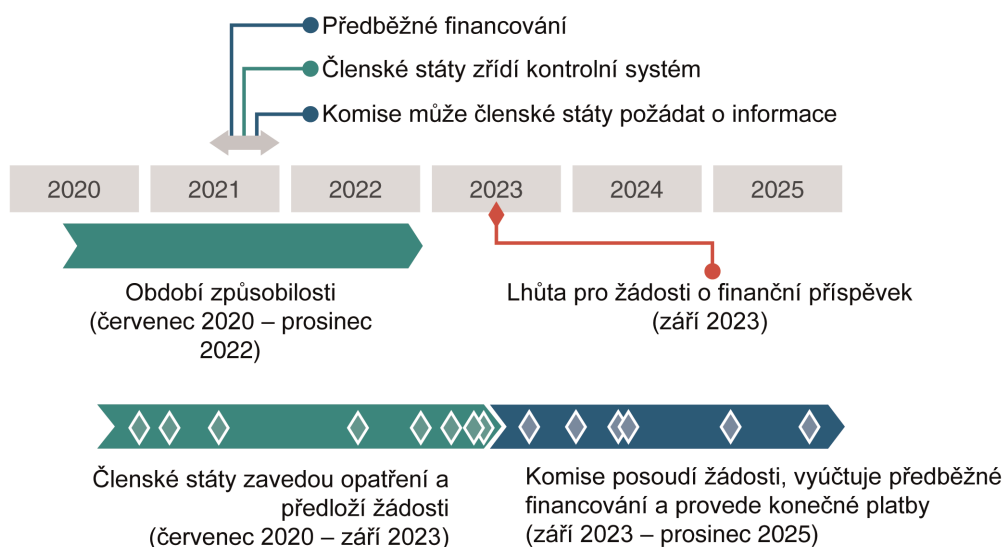 Předběžné financování
Členské státy zřídí kontrolní systém
Komise může členské státy požádat o informace
2020
2021
2022
2023
2024
2025
Období způsobilosti
(červenec 2020 – prosinec
2022)
Lhůta pro žádosti o finanční příspěvek
(září 2023)
Členské státy zavedou opatření a
předloží žádosti
(červenec 2020 – září 2023)
Komise posoudí žádosti, vyúčtuje předběžné
financování a provede konečné platby
(září 2023 – prosinec 2025)